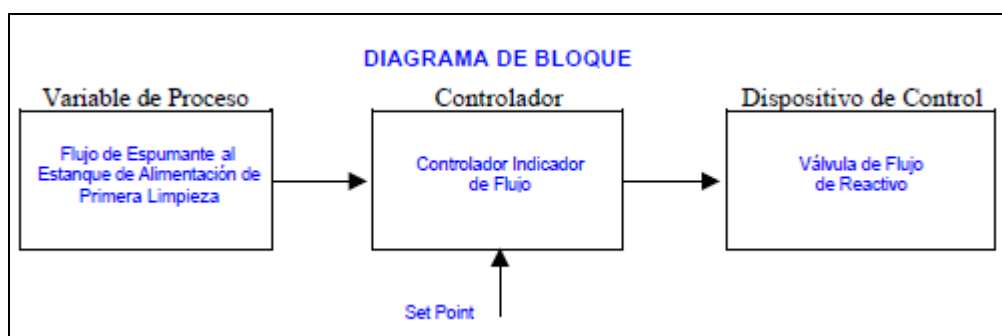 DIAGRAMA DE BLOQUE
Variable de Proceso
Flujo de Espumante al
Estanque de Alimentación de
Primera Limpieza
Controlador
Controlador Indicador
de Flujo
Dispositivo de Control
Válvula de Flujo
de Reactivo
Set Point